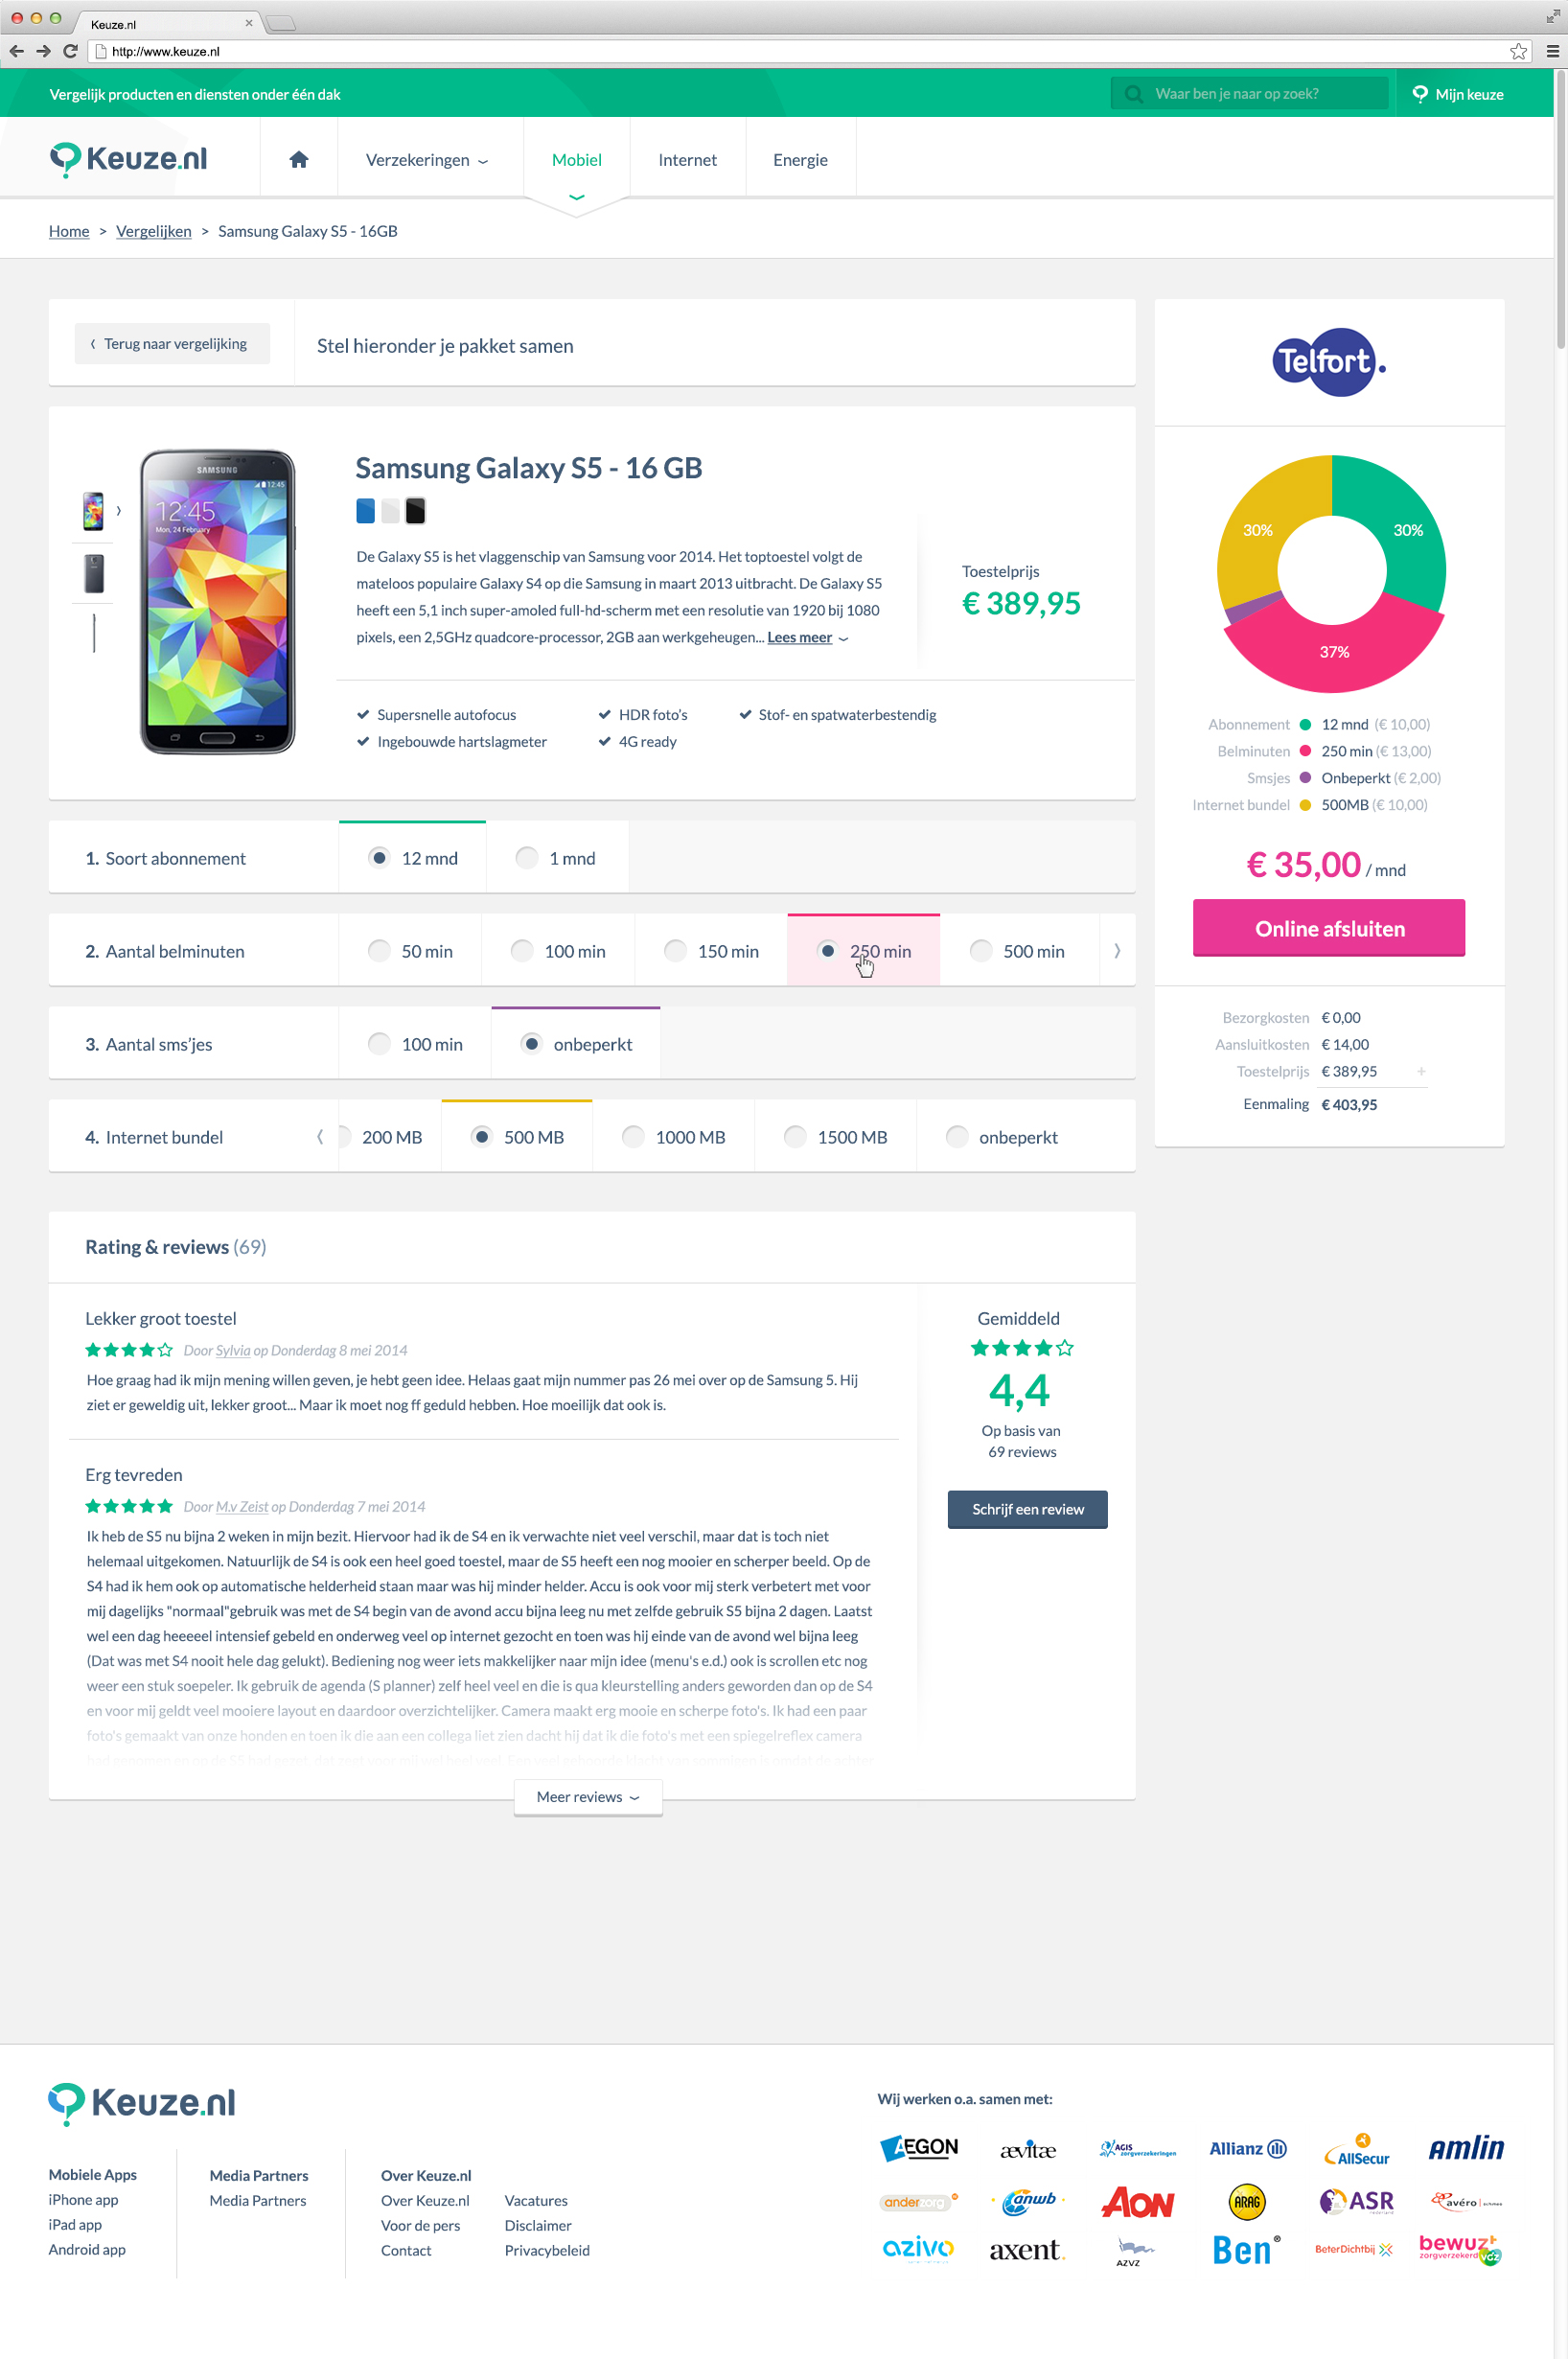 Keuze.nl
http://www.keuze.nl
Vergelijk producten en diensten onder één dak
Waar ben je naar op zoek?
Mijn keuze
Keuze.nl
Verzekeringen
Mobiel
Internet
Energie
Home > Vergelijken > Samsung Galaxy S5 - 16GB
Terug naar vergelijking
Stel hieronder je pakket samen
Telfort.
SAMSUNG
12:45
12:45
Mon, 24 February
Samsung Galaxy S5 - 16 GB
De Galaxy S5 is het vlaggenschip van Samsung voor 2014. Het toptoestel volgt de
mateloos populaire Galaxy S4 op die Samsung in maart 2013 uitbracht. De Galaxy S5
heeft een 5,1 inch super-amoled full-hd-scherm met een resolutie van 1920 bij 1080
pixels, een 2,5GHz quadcore-processor, 2GB aan werkgeheugen... Lees meer
Toestelprijs
€ 389,95
Supersnelle autofocus
HDR foto's
Stof- en spatwaterbestendig
Ingebouwde hartslagmeter
4G ready
30%
30%
37%
Abonnement 12 mnd (€ 10,00)
Belminuten 250 min (€ 13,00)
Smsjes Onbeperkt (€ 2,00)
Internet bundel 500MB (€ 10,00)
€ 35,00 / mnd
Online afsluiten
Bezorgkosten € 0,00
Aansluitkosten € 14,00
Toestelprijs € 389,95 +
Eenmaling € 403,95
1. Soort abonnement
12 mnd
1 mnd
2. Aantal belminuten
50 min
100 min
150 min
250 min
500 min
3. Aantal sms'jes
100 min
onbeperkt
4. Internet bundel
200 MB
500 MB
1000 MB
1500 MB
onbeperkt
Rating & reviews (69)
Lekker groot toestel
Door Sylvia op Donderdag 8 mei 2014
Hoe graag had ik mijn mening willen geven, je hebt geen idee. Helaas gaat mijn nummer pas 26 mei over op de Samsung 5. Hij
ziet er geweldig uit, lekker groot... Maar ik moet nog ff geduld hebben. Hoe moeilijk dat ook is.
Erg tevreden
Door M.v Zeist op Donderdag 7 mei 2014
Ik heb de S5 nu bijna 2 weken in mijn bezit. Hiervoor had ik de S4 en ik verwachte niet veel verschil, maar dat is toch niet
helemaal uitgekomen. Natuurlijk de S4 is ook een heel goed toestel, maar de S5 heeft een nog mooier en scherper beeld. Op de
S4 had ik hem ook op automatische helderheid staan maar was hij minder helder. Accu is ook voor mij sterk verbetert met voor
mij dagelijks "normaal"gebruik was met de S4 begin van de avond accu bijna leeg nu met zelfde gebruik S5 bijna 2 dagen. Laatst
wel een dag heeeeel intensief gebeld en onderweg veel op internet gezocht en toen was hij einde van de avond wel bijna leeg
(Dat was met S4 nooit hele dag gelukt). Bediening nog weer iets makkelijker naar mijn idee (menu's e.d.) ook is scrollen etc nog
weer een stuk soepeler. Ik gebruik de agenda (S planner) zelf heel veel en die is qua kleurstelling anders geworden dan op de S4
en voor mij geldt veel mooiere layout en daardoor overzichtelijker. Camera maakt erg mooie en scherpe foto's. Ik had een paar
foto's gemaakt van onze honden en toen ik die aan een collega liet zien dacht hij dat ik die foto's met een spiegelreflex camera
Gemiddeld
4,4
Op basis van
69 reviews
Schrijf een review
Meer reviews
Keuze.nl
Mobiele Apps
iPhone app
iPad app
Android app
Media Partners
Media Partners
Over Keuze.nl
Over Keuze.nl
Voor de pers
Contact
Vacatures
Disclaimer
Privacybeleid
Wij werken o.a. samen met:
AEGON
ævitæ
AGIS zorgverzekeringen
Allianz
AllSecur
amlin
anderzorg
anwb
AON
ARAG
ASR
avéro
azivo
axent.
AZVZ
Ben®
BeterDichtbij
bewuzt
zorgverzekerd
VGZ